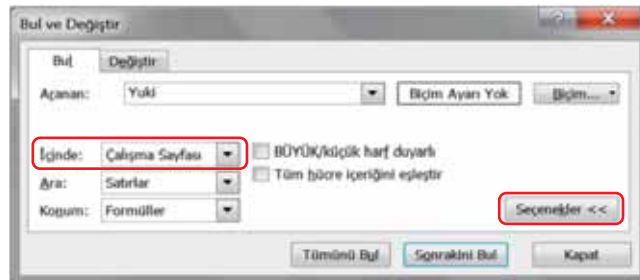 Bul ve Değiştir
Bul Değiştir
Aranan: Yuki Biçim Ayarı Yok Biçim...
İçinde: Çalışma Sayfası BÜYÜK/küçük harf duyarlı
Ara: Satırlar Tüm hücre içeriğini eşleştir
Konum: Formüller Seçenekler <<
Tümünü Bul Sonrakini Bul Kapat